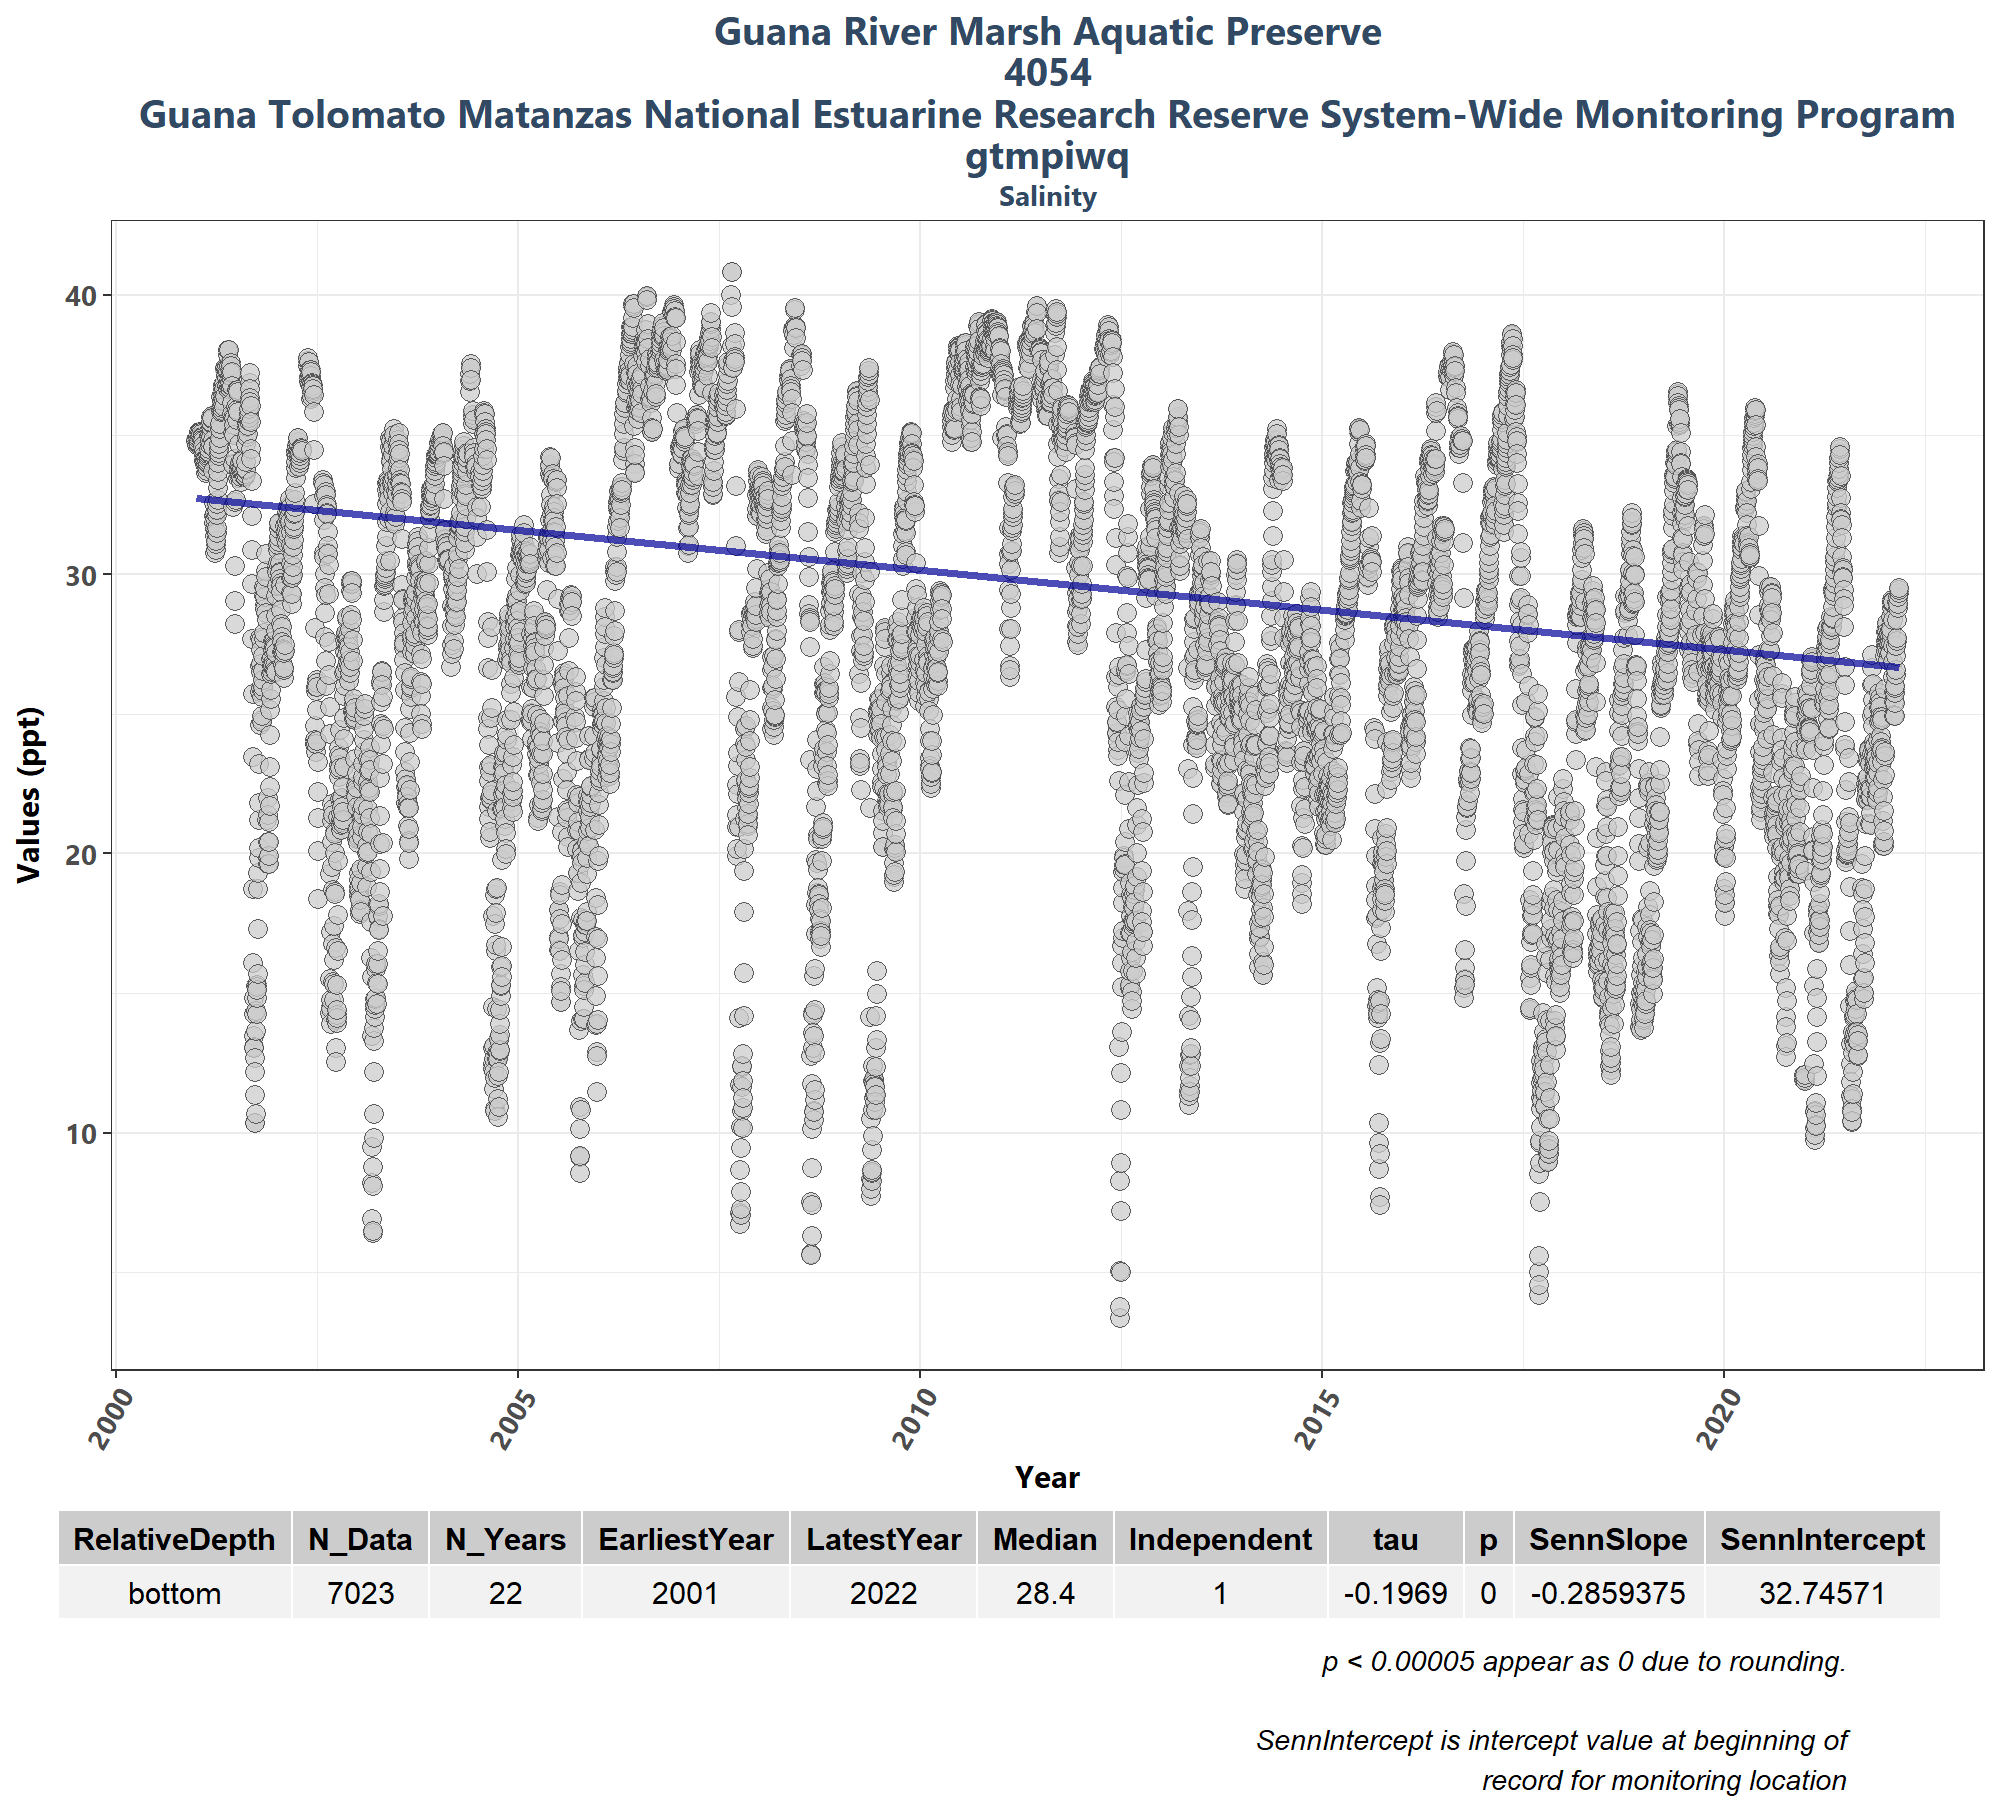 Guana River Marsh Aquatic Preserve
4054
Guana Tolomato Matanzas National Estuarine Research Reserve System-Wide Monitoring Program
gtmpiwq
Salinity
40
30
20
10
Values (ppt)
2000
2005
2010
2015
2020
Year
RelativeDepth N_Data N_Years EarliestYear LatestYear Median Independent tau p SennSlope SennIntercept
bottom 7023 22 2001 2022 28.4 1 -0.1969 0 -0.2859375 32.74571
p < 0.00005 appear as 0 due to rounding.
SennIntercept is intercept value at beginning of
record for monitoring location